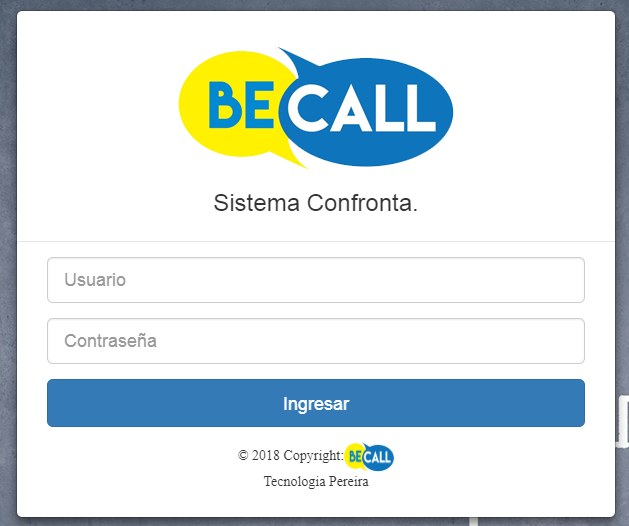 BECALL
Sistema Confronta.
Usuario
Contraseña
Ingresar
© 2018 Copyright: BECALL
Tecnologia Pereira